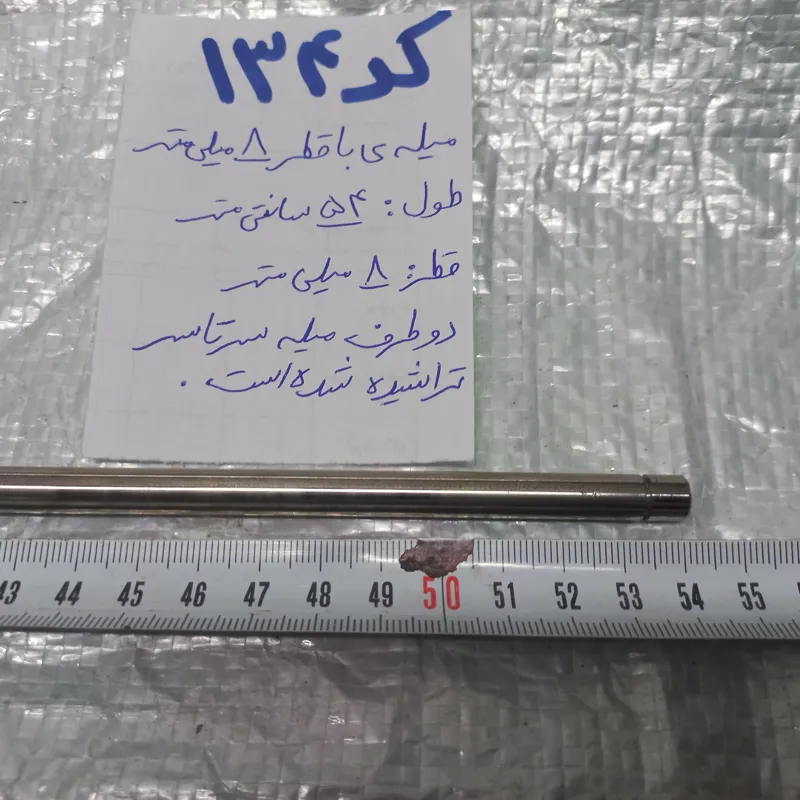 کد ۱۳۴
میله ی با قطر ۸ میلی متر
طول : ۵۴ سانتی متر
قطر : ۸ میلی متر
دو طرف میله سرتاسر
تراشیده شده است .
43 44 45 46 47 48 49 50 51 52 53 54 55